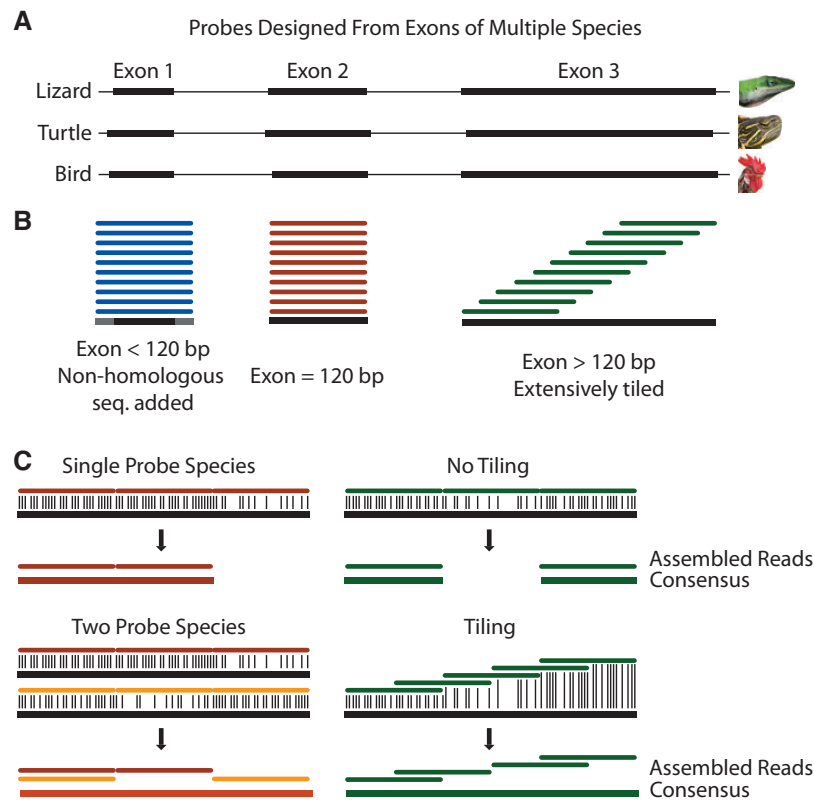 A
Probes Designed From Exons of Multiple Species
Exon 1
Exon 2
Exon 3
Lizard
Turtle
Bird
B
Exon < 120 bp
Non-homologous
seq. added
Exon = 120 bp
Exon > 120 bp
Extensively tiled
C
Single Probe Species
No Tiling
Assembled Reads
Consensus
Two Probe Species
Tiling
Assembled Reads
Consensus